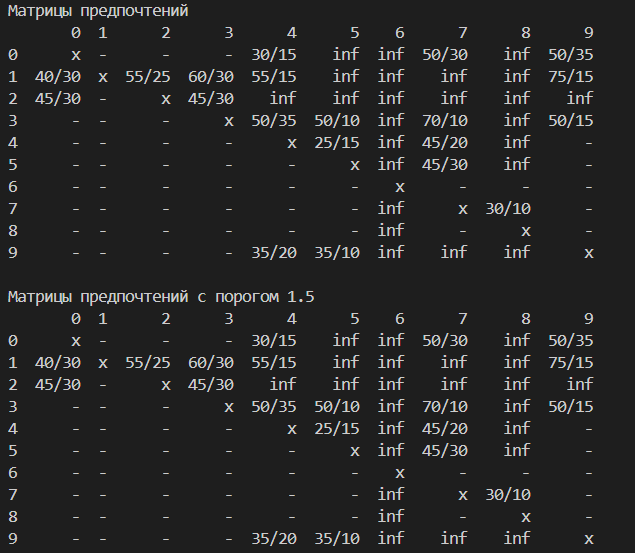 Матрицы предпочтений
0 1 2 3 4 5 6 7 8 9
0 x - - - 30/15 inf inf 50/30 inf 50/35
1 40/30 x 55/25 60/30 55/15 inf inf inf inf 75/15
2 45/30 - x 45/30 inf inf inf inf inf inf
3 - - - x 50/35 50/10 inf 70/10 inf 50/15
4 - - - - x 25/15 inf 45/20 inf -
5 - - - - - x inf 45/30 inf -
6 - - - - - - x - - -
7 - - - - - - inf x 30/10 -
8 - - - - - - inf - x -
9 - - - - 35/20 35/10 inf inf inf x
Матрицы предпочтений с порогом 1.5
0 1 2 3 4 5 6 7 8 9
0 x - - - 30/15 inf inf 50/30 inf 50/35
1 40/30 x 55/25 60/30 55/15 inf inf inf inf 75/15
2 45/30 - x 45/30 inf inf inf inf inf inf
3 - - - x 50/35 50/10 inf 70/10 inf 50/15
4 - - - - x 25/15 inf 45/20 inf -
5 - - - - - x inf 45/30 inf -
6 - - - - - - x - - -
7 - - - - - - inf x 30/10 -
8 - - - - - - inf - x -
9 - - - - 35/20 35/10 inf inf inf x